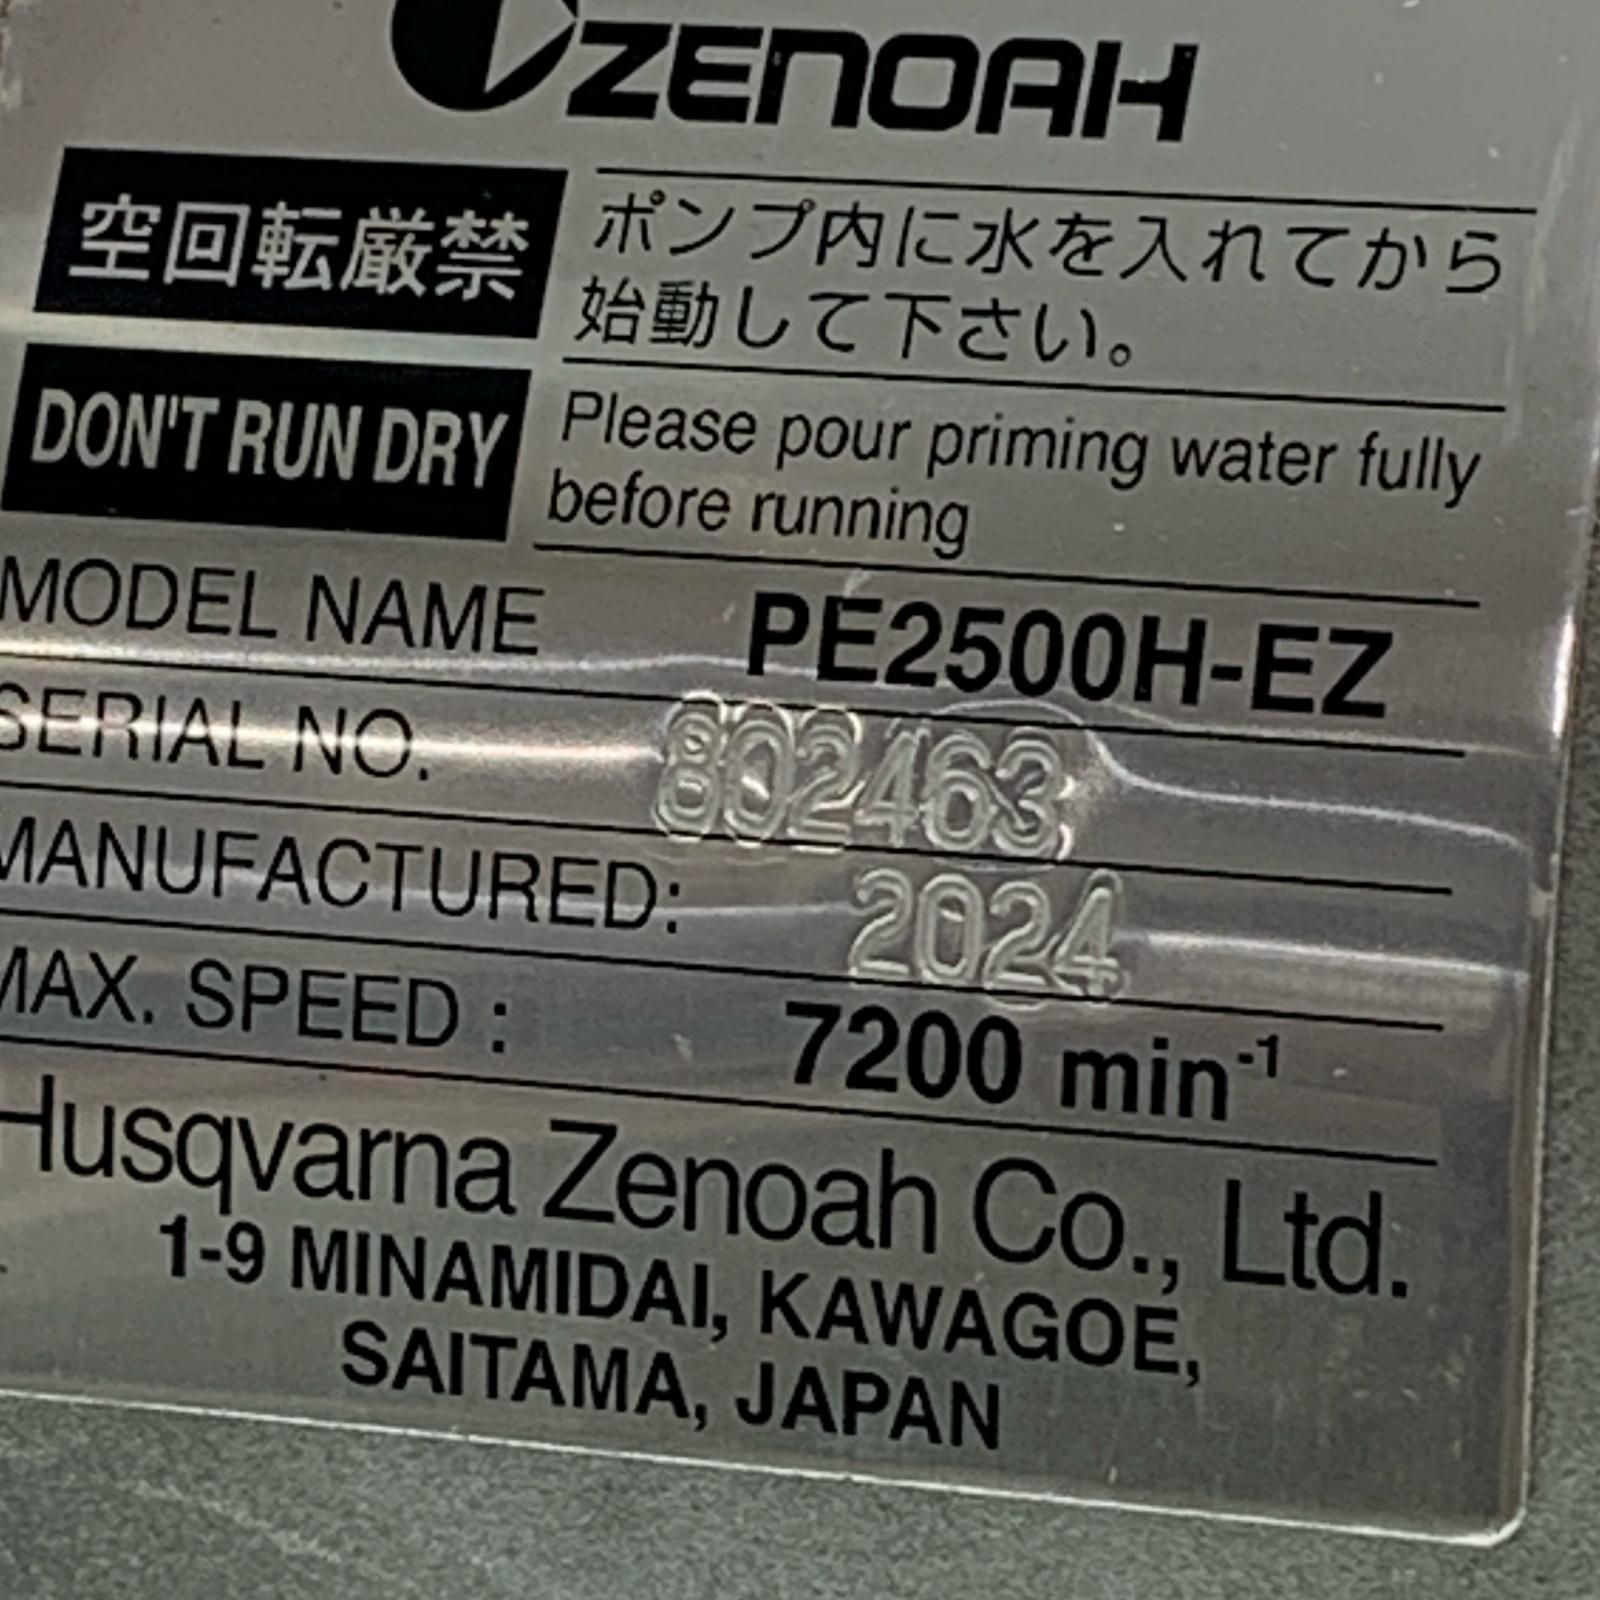 ZENOAH
空回転厳禁
ポンプ内に水を入れてから
始動して下さい。
DON'T RUN DRY
Please pour priming water fully
before running
MODEL NAME PE2500H-EZ
SERIAL NO. 802463
MANUFACTURED: 2024
MAX. SPEED : 7200 min-1
Husqvarna Zenoah Co., Ltd.
1-9 MINAMIDAI, KAWAGOE,
SAITAMA, JAPAN